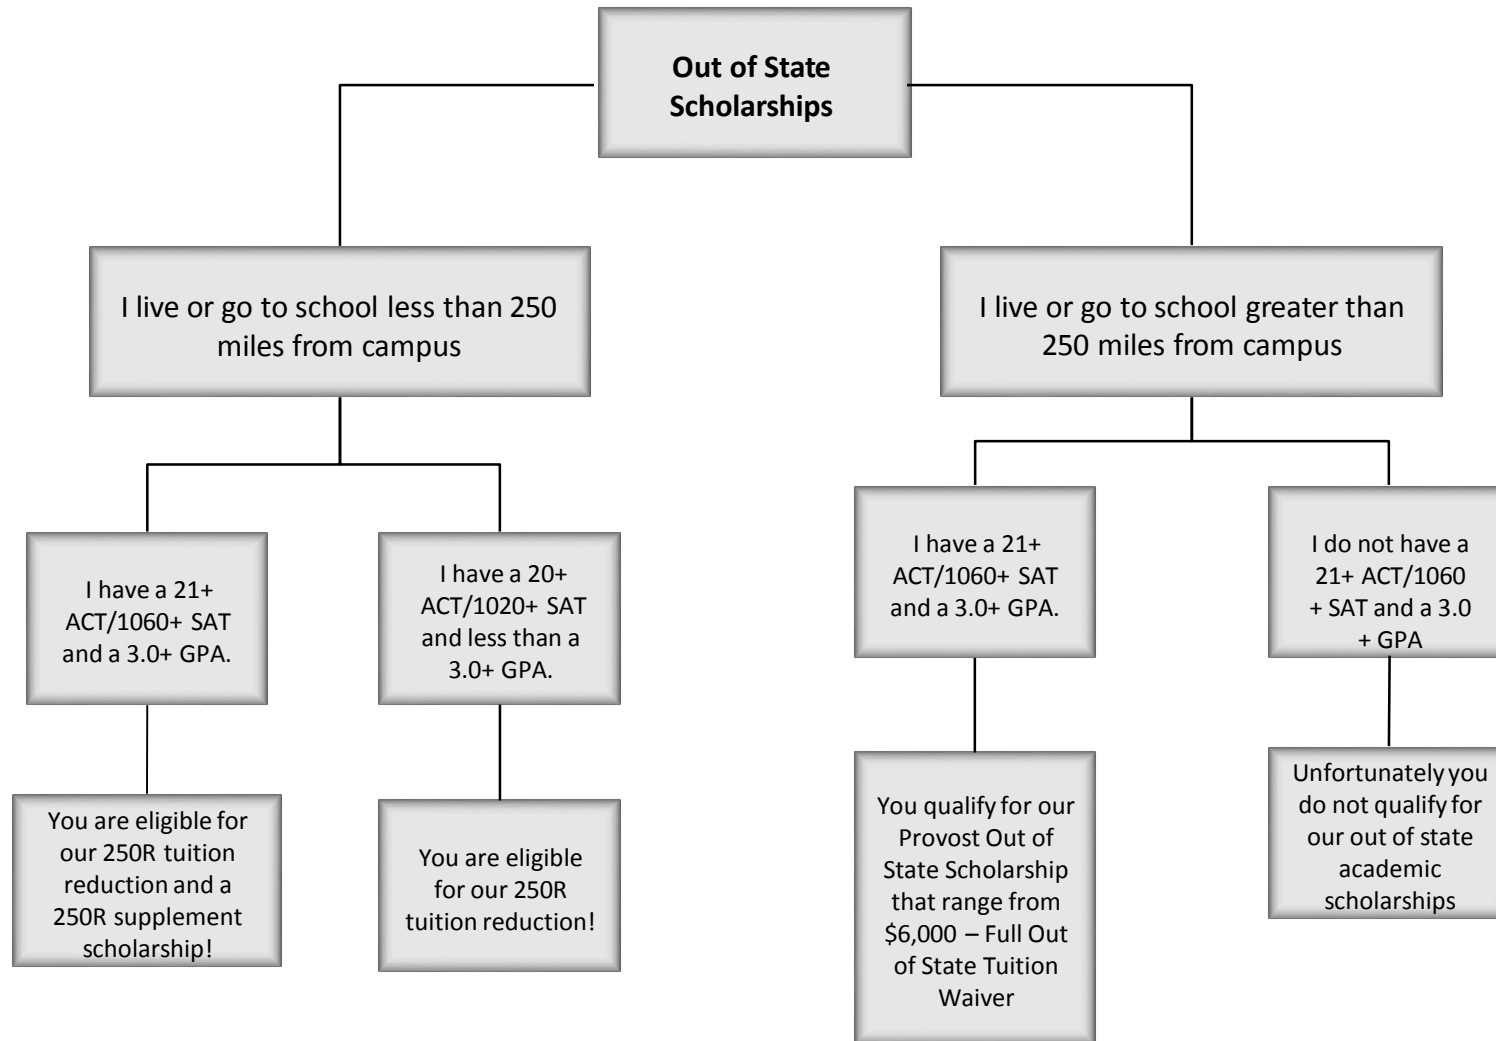 Out of State
Scholarships
I live or go to school less than 250
miles from campus
I live or go to school greater than
250 miles from campus
I have a 21+
ACT/1060+ SAT
and a 3.0+ GPA.
I have a 20+
ACT/1020+ SAT
and less than a
3.0+ GPA.
I have a 21+
ACT/1060+ SAT
and a 3.0+ GPA.
I do not have a
21+ ACT/1060
+ SAT and a 3.0
+ GPA
You are eligible for
our 250R tuition
reduction and a
250R supplement
scholarship!
You are eligible
for our 250R
tuition reduction!
You qualify for our
Provost Out of
State Scholarship
that range from
$6,000 – Full Out
of State Tuition
Waiver
Unfortunately you
do not qualify for
our out of state
academic
scholarships